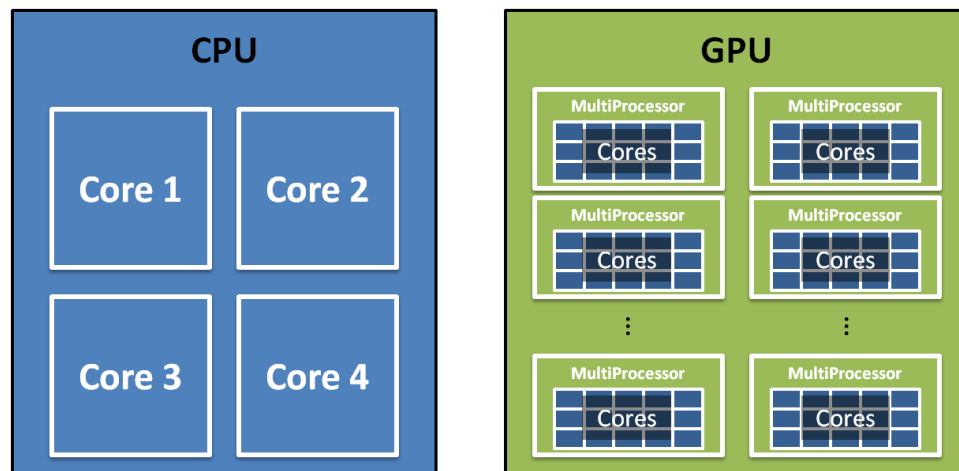 CPU
Core 1
Core 2
Core 3
Core 4
GPU
MultiProcessor
Cores
MultiProcessor
Cores
MultiProcessor
Cores
MultiProcessor
Cores
⋮
⋮
MultiProcessor
Cores
MultiProcessor
Cores